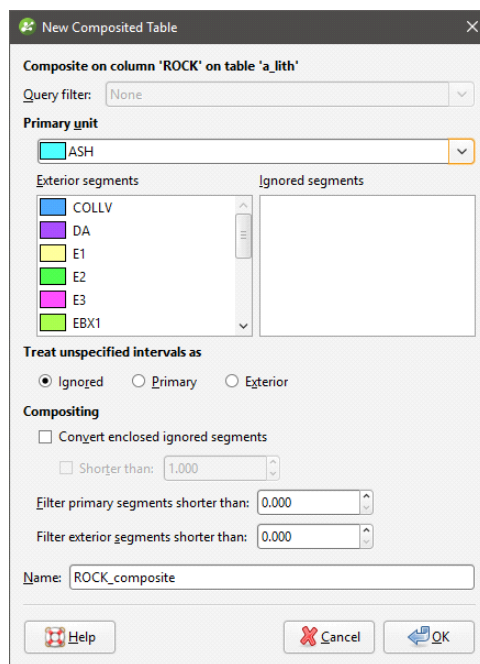 New Composited Table
Composite on column 'ROCK' on table 'a_lith'
Query filter: None
Primary unit
ASH
Exterior segments Ignored segments
COLLV
DA
E1
E2
E3
EBX1
Treat unspecified intervals as
Ignored Primary Exterior
Compositing
Convert enclosed ignored segments
Shorter than: 1.000
Filter primary segments shorter than: 0.000
Filter exterior segments shorter than: 0.000
Name: ROCK_composite
Help Cancel OK